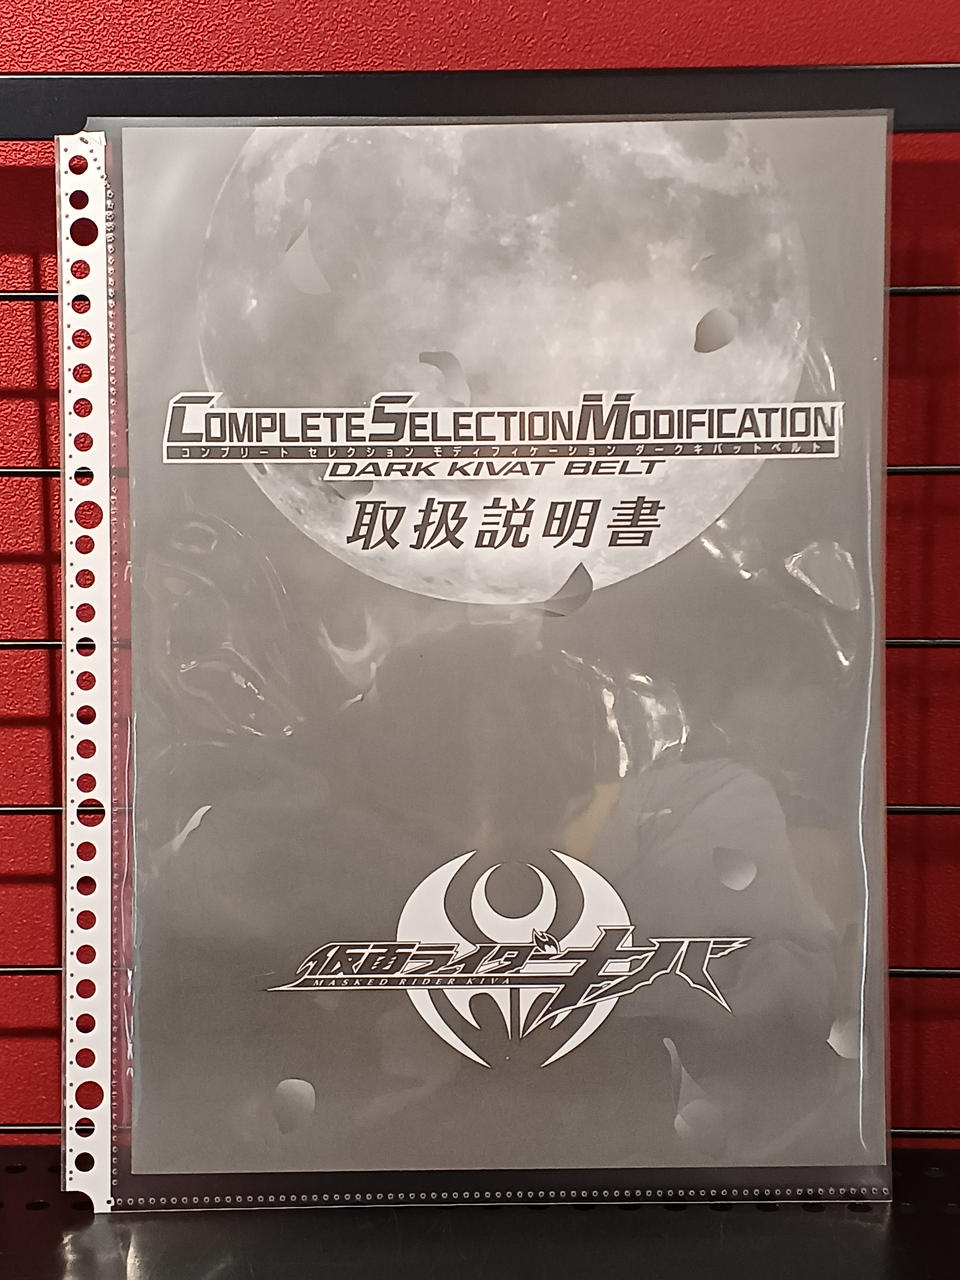 COMPLETE SELECTION MODIFICATION
コンプリート セレクション モディフィケーション ダークキバットベルト
DARK KIVAT BELT
取扱説明書
仮面ライダーキバ
MASKED RIDER KIVA